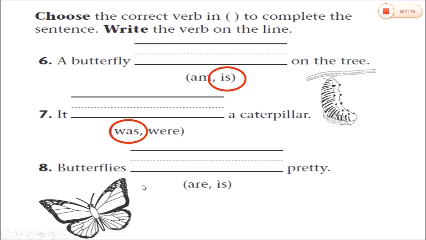 Choose the correct verb in ( ) to complete the
sentence. Write the verb on the line.
6. A butterfly on the tree.
(am, is)
7. It a caterpillar.
(was, were)
8. Butterflies pretty.
(are, is)